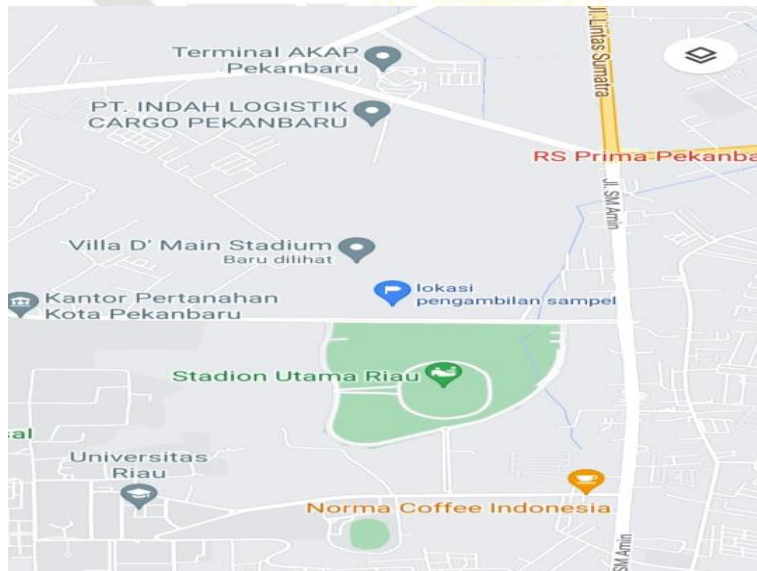 Jl. Lintas Sumatra
Terminal AKAP
Pekanbaru
PT. INDAH LOGISTIK
CARGO PEKANBARU
RS Prima Pekanba
Jl. SM Amin
Villa D' Main Stadium
Baru dilihat
lokasi
pengambilan sampel
Kantor Pertanahan
Kota Pekanbaru
Stadion Utama Riau
sal
Universitas
Riau
Norma Coffee Indonesia
SM Amin